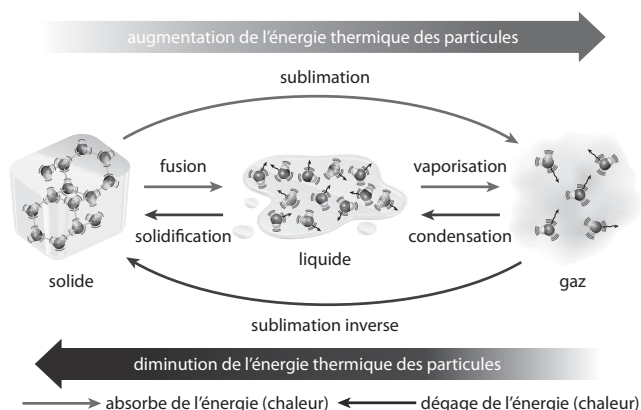 augmentation de l'énergie thermique des particules
sublimation
fusion
vaporisation
solidification
condensation
liquide
solide
gaz
sublimation inverse
diminution de l'énergie thermique des particules
absorbe de l'énergie (chaleur)
dégage de l'énergie (chaleur)